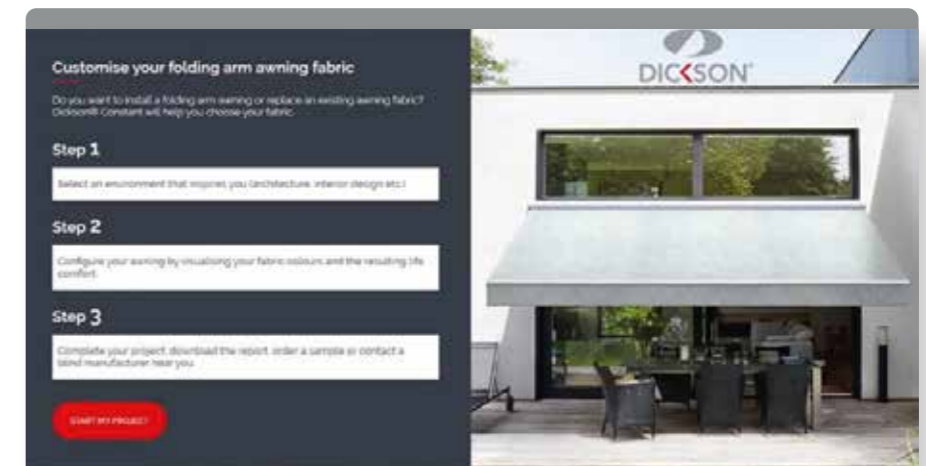 Customise your folding arm awning fabric
Do you want to install a folding arm awning or replace an existing awning fabric?
Dickson® Constant will help you choose your fabric.
Step 1
Select an environment that inspires you (architecture, interior design etc.)
Step 2
Configure your awning by visualising your fabric colours and the resulting life
comfort.
Step 3
Complete your project, download the report, order a sample or contact a
blind manufacturer near you.
START MY PROJECT
DICKSON®